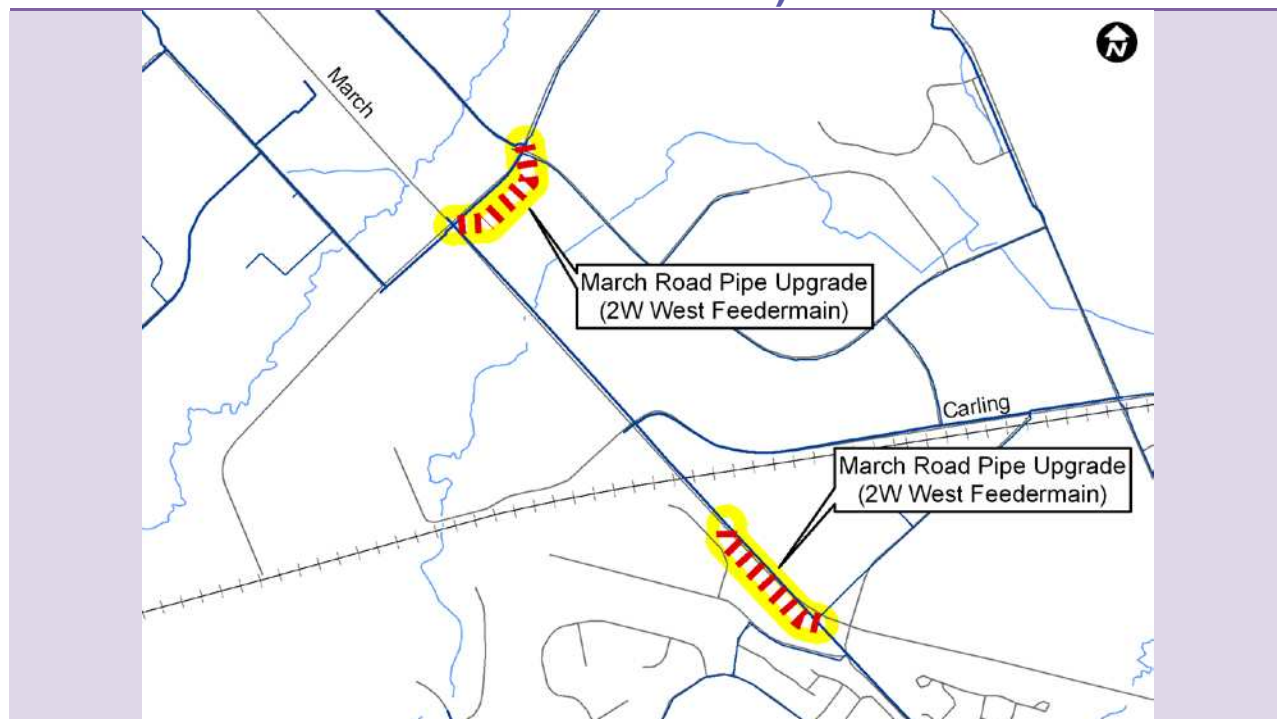 N
March
March Road Pipe Upgrade
(2W West Feedermain)
Carling
March Road Pipe Upgrade
(2W West Feedermain)